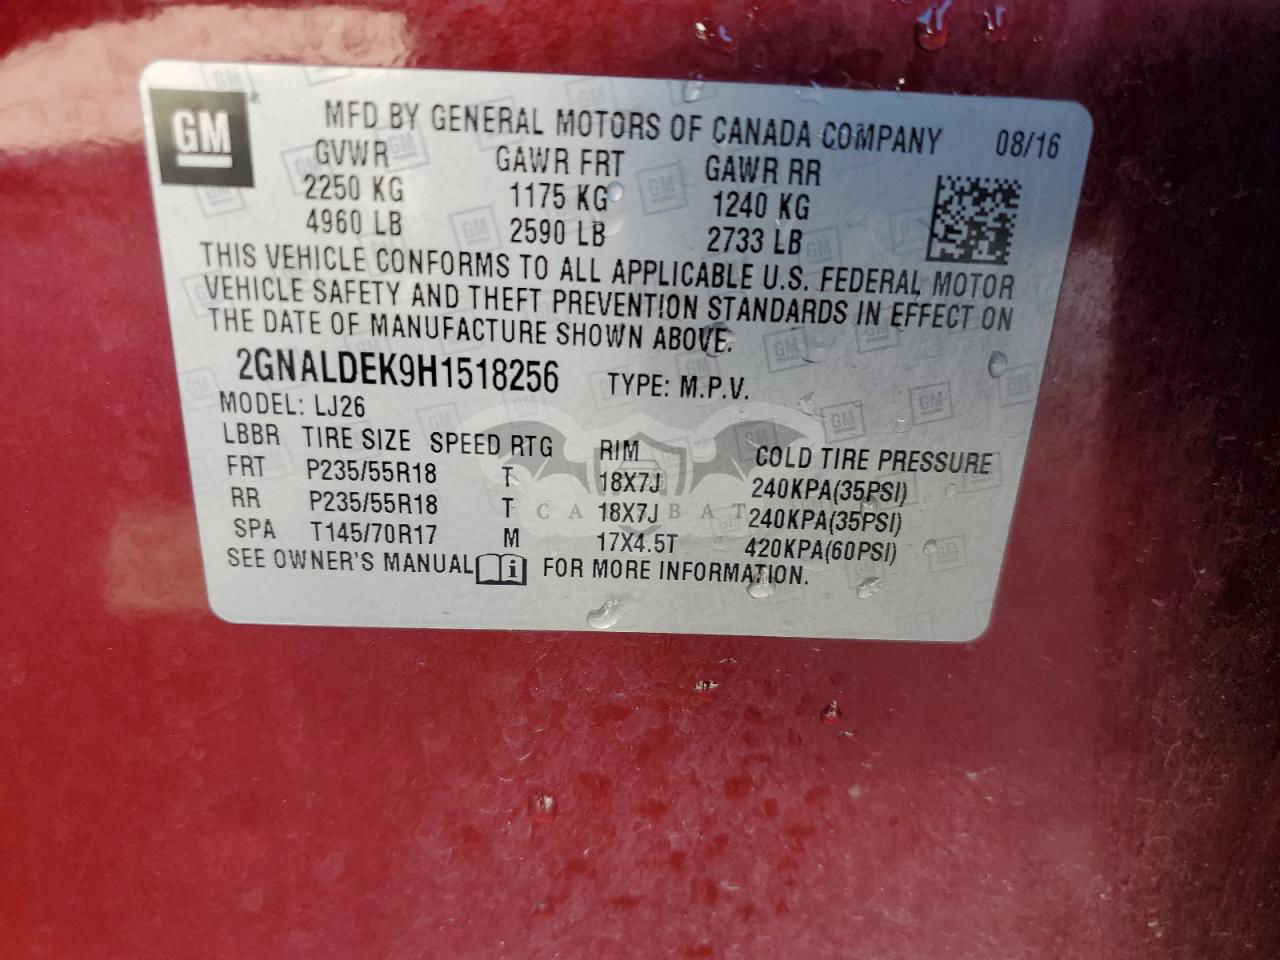 GM
MFD BY GENERAL MOTORS OF CANADA COMPANY 08/16
GVWR GAWR FRT GAWR RR
2250 KG 1175 KG 1240 KG
4960 LB 2590 LB 2733 LB
THIS VEHICLE CONFORMS TO ALL APPLICABLE U.S. FEDERAL MOTOR
VEHICLE SAFETY AND THEFT PREVENTION STANDARDS IN EFFECT ON
THE DATE OF MANUFACTURE SHOWN ABOVE.
2GNALDEK9H1518256 TYPE: M.P.V.
MODEL: LJ26
LBBR TIRE SIZE SPEED RTG RIM COLD TIRE PRESSURE
FRT P235/55R18 T 18X7J 240KPA(35PSI)
RR P235/55R18 T 18X7J 240KPA(35PSI)
SPA T145/70R17 M 17X4.5T 420KPA(60PSI)
SEE OWNER'S MANUAL i FOR MORE INFORMATION.
CARBAT